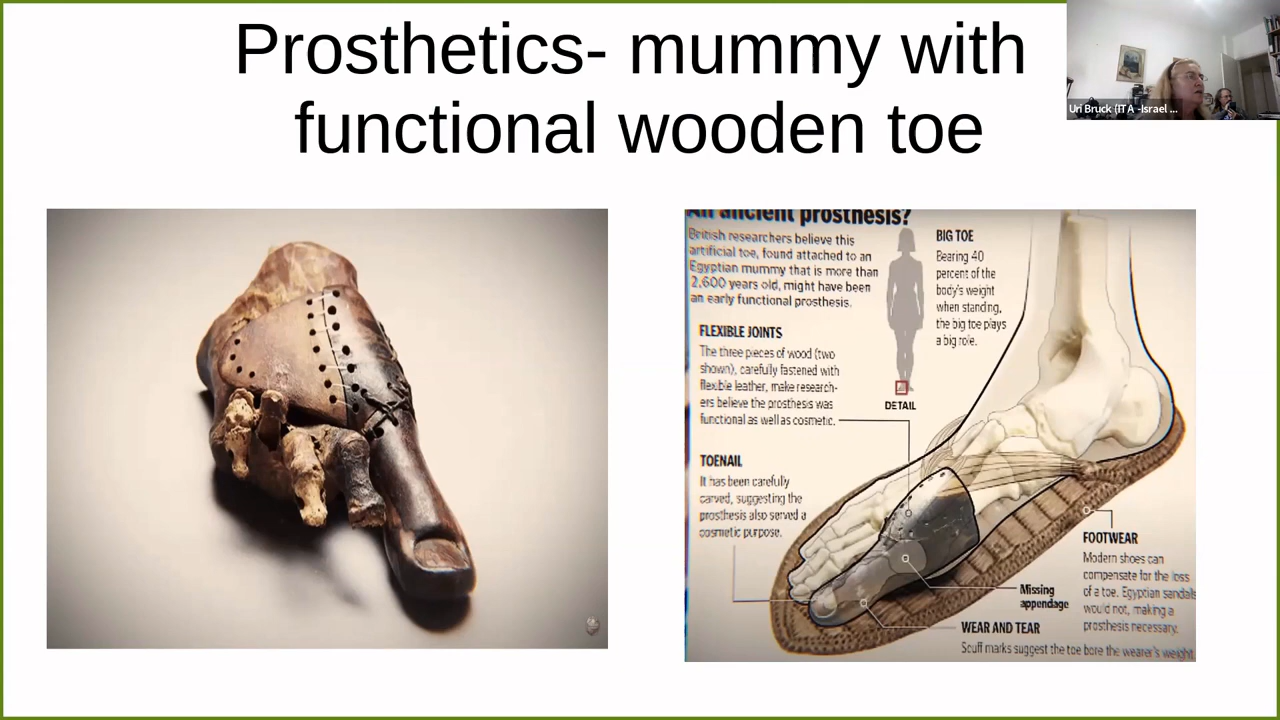 Prosthetics- mummy with
functional wooden toe
Uri Bruck (ITA -Israel ...
An ancient prosthesis?
British researchers believe this
artificial toe, found attached to an
Egyptian mummy that is more than
2,600 years old, might have been
an early functional prosthesis.
BIG TOE
Bearing 40
percent of the
body's weight
when standing,
the big toe plays
a big role.
FLEXIBLE JOINTS
The three pieces of wood (two
shown), carefully fastened with
flexible leather, make research-
ers believe the prosthesis was
functional as well as cosmetic.
DETAIL
TOENAIL
It has been carefully
carved, suggesting the
prosthesis also served a
cosmetic purpose.
FOOTWEAR
Modern shoes can
compensate for the loss
of a toe. Egyptian sandals
would not, making a
prosthesis necessary.
Missing
appendage
WEAR AND TEAR
Scuff marks suggest the toe bore the wearer's weight